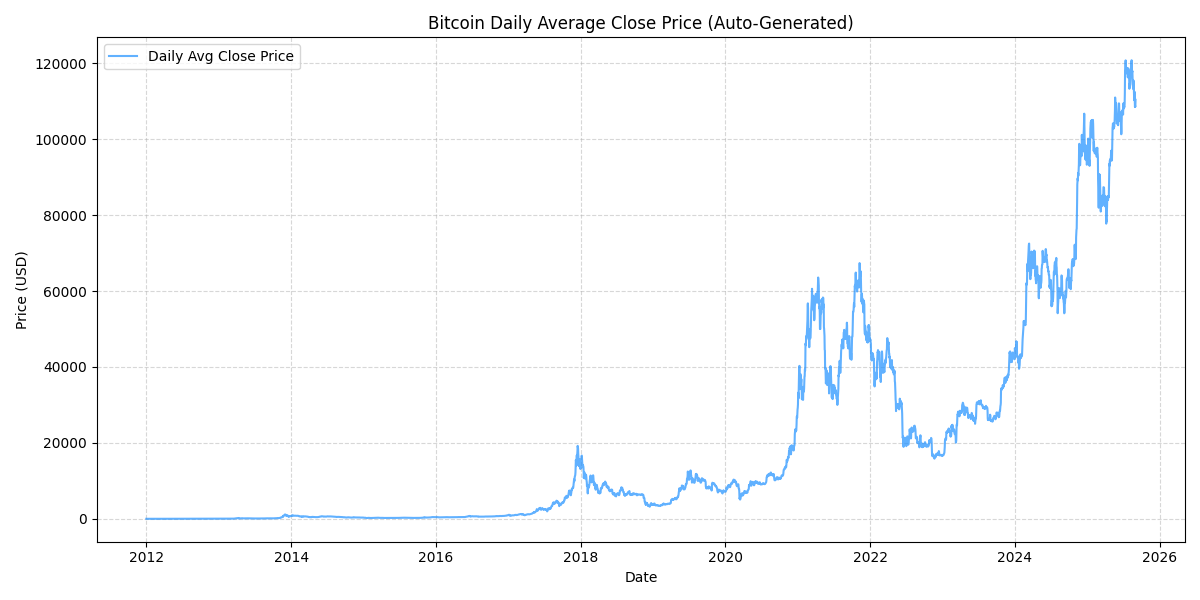 Bitcoin Daily Average Close Price (Auto-Generated)
Daily Avg Close Price
Price (USD)
120000
100000
80000
60000
40000
20000
0
2012 2014 2016 2018 2020 2022 2024 2026
Date